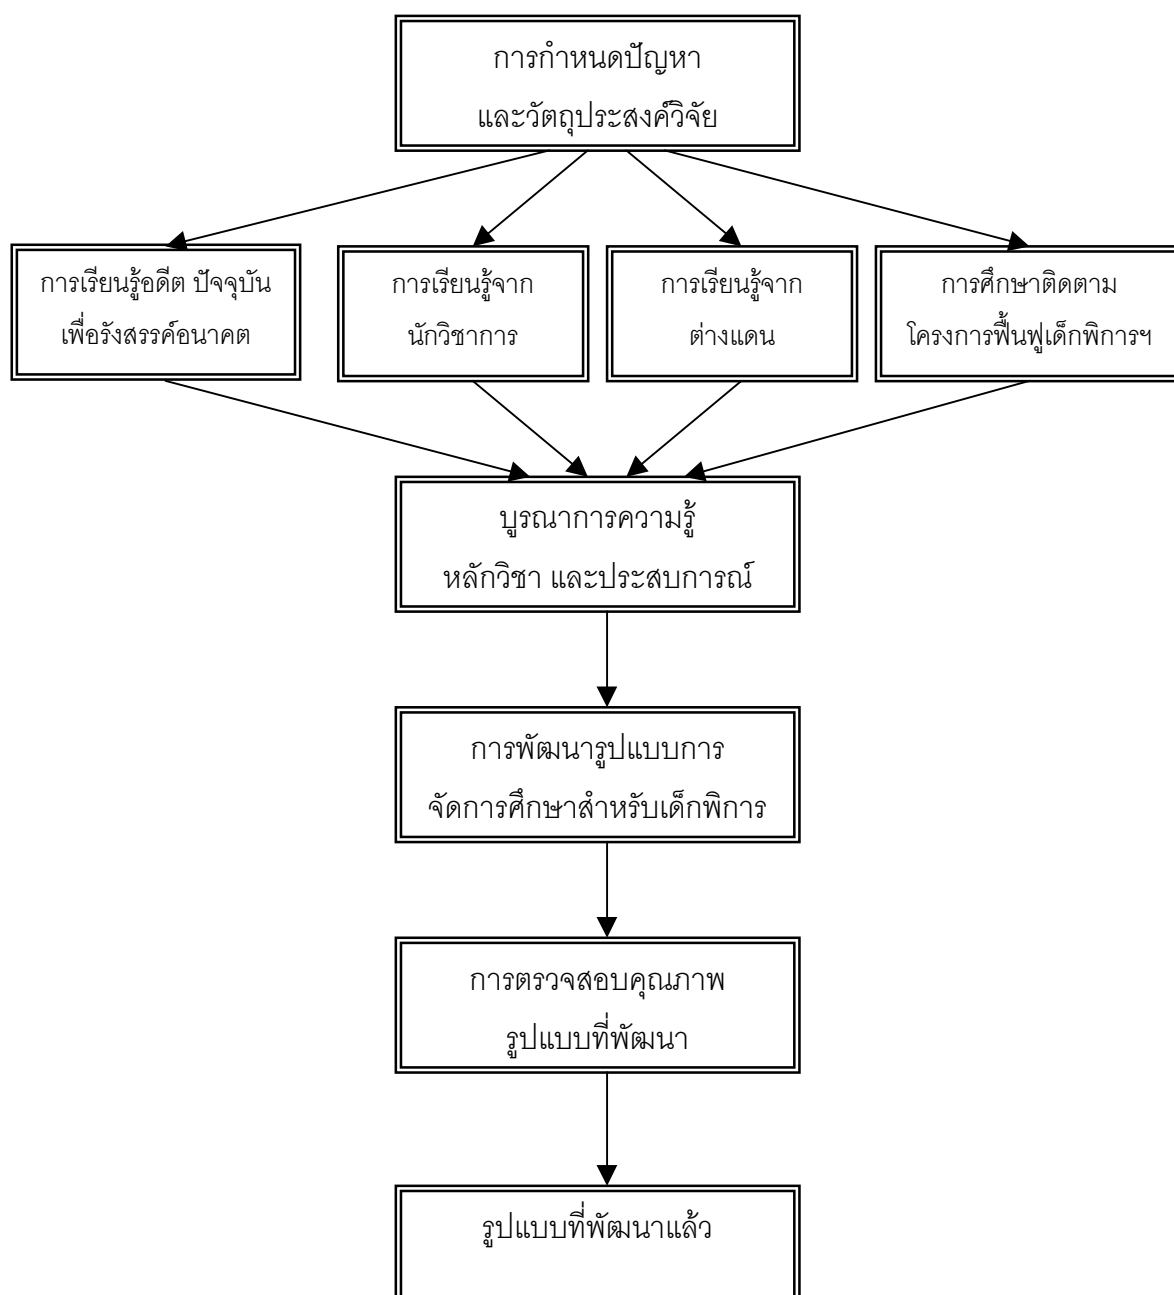 การกำหนดปัญหา
และวัตถุประสงค์วิจัย
การเรียนรู้อดีต ปัจจุบัน
เพื่อรังสรรค์อนาคต
การเรียนรู้จาก
นักวิชาการ
การเรียนรู้จาก
ต่างแดน
การศึกษาติดตาม
โครงการฟื้นฟูเด็กพิการฯ
บูรณาการความรู้
หลักวิชา และประสบการณ์
การพัฒนารูปแบบการ
จัดการศึกษาสำหรับเด็กพิการ
การตรวจสอบคุณภาพ
รูปแบบที่พัฒนา
รูปแบบที่พัฒนาแล้ว